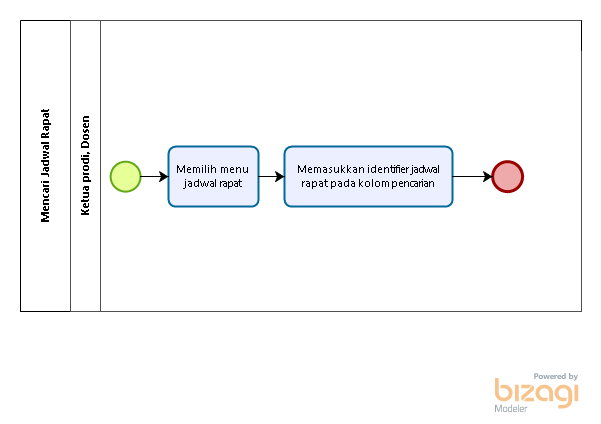 Mencari Jadwal Rapat
Ketua prodi, Dosen
Memilih menu
jadwal rapat
Memasukkan identifier jadwal
rapat pada kolom pencarian
Powered by
bizagi
Modeler